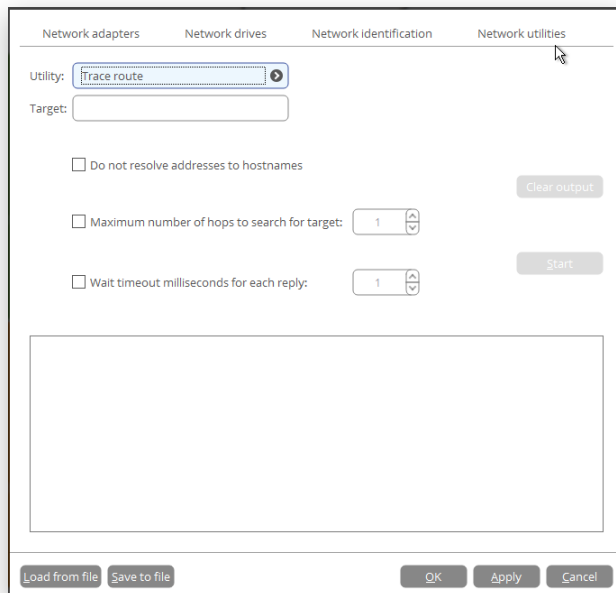 Network adapters Network drives Network identification Network utilities
Utility: Trace route
Target:
Do not resolve addresses to hostnames
Clear output
Maximum number of hops to search for target: 1
Start
Wait timeout milliseconds for each reply: 1
Load from file Save to file OK Apply Cancel